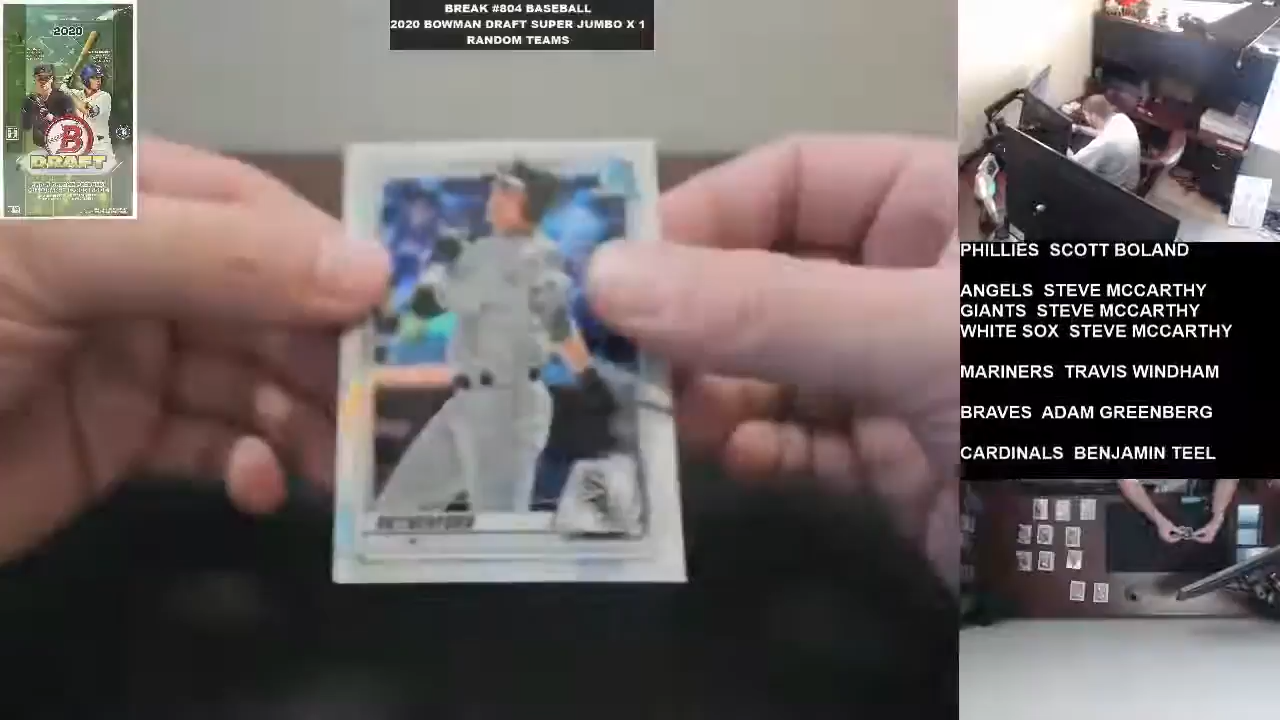 BREAK #804 BASEBALL
2020 BOWMAN DRAFT SUPER JUMBO X 1
RANDOM TEAMS
2020
B
DRAFT
RUTHERFORD
PHILLIES SCOTT BOLAND
ANGELS STEVE MCCARTHY
GIANTS STEVE MCCARTHY
WHITE SOX STEVE MCCARTHY
MARINERS TRAVIS WINDHAM
BRAVES ADAM GREENBERG
CARDINALS BENJAMIN TEEL